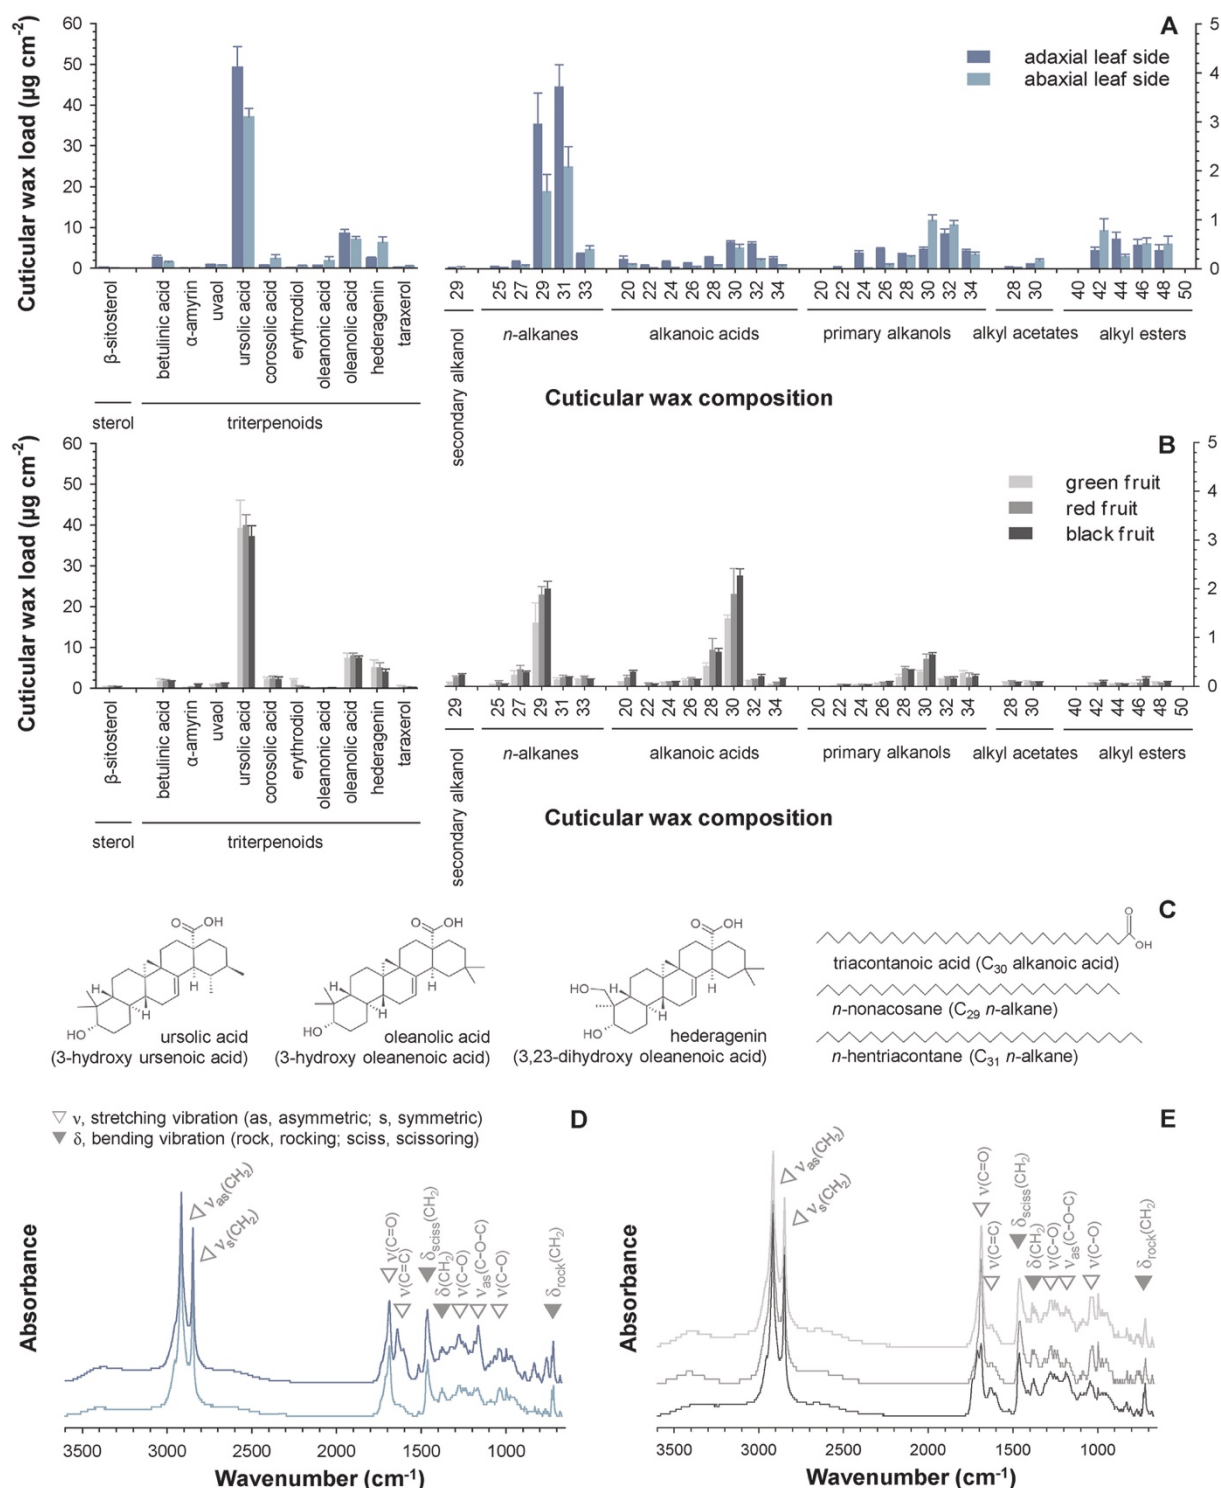 A
Cuticular wax load (µg cm-2)
60
50
40
30
20
10
0
5
4
3
2
1
0
adaxial leaf side
abaxial leaf side
β-sitosterol
betulinic acid
α-amyrin
uvaol
ursolic acid
corosolic acid
erythrodiol
oleanonic acid
oleanolic acid
hederagenin
taraxerol
29
25 27 29 31 33
20 22 24 26 28 30 32 34
20 22 24 26 28 30 32 34
28 30
40 42 44 46 48 50
sterol
triterpenoids
secondary alkanol
n-alkanes
alkanoic acids
primary alkanols
alkyl acetates
alkyl esters
Cuticular wax composition
B
Cuticular wax load (µg cm-2)
60
50
40
30
20
10
0
5
4
3
2
1
0
green fruit
red fruit
black fruit
β-sitosterol
betulinic acid
α-amyrin
uvaol
ursolic acid
corosolic acid
erythrodiol
oleanonic acid
oleanolic acid
hederagenin
taraxerol
29
25 27 29 31 33
20 22 24 26 28 30 32 34
20 22 24 26 28 30 32 34
28 30
40 42 44 46 48 50
sterol
triterpenoids
secondary alkanol
n-alkanes
alkanoic acids
primary alkanols
alkyl acetates
alkyl esters
Cuticular wax composition
C
O OH
H
H
H
HO
ursolic acid
(3-hydroxy ursenoic acid)
O OH
H
H
H
HO
oleanolic acid
(3-hydroxy oleanenoic acid)
O OH
HO
H
H
H
HO
hederagenin
(3,23-dihydroxy oleanenoic acid)
O
OH
triacontanoic acid (C30 alkanoic acid)
n-nonacosane (C29 n-alkane)
n-hentriacontane (C31 n-alkane)
ν, stretching vibration (as, asymmetric; s, symmetric)
δ, bending vibration (rock, rocking; sciss, scissoring)
D
Absorbance
νas(CH2)
νs(CH2)
ν(C=O)
ν(C=C)
δsciss(CH2)
δ(CH2)
ν(C-O)
νas(C-O-C)
ν(C-O)
δrock(CH2)
3500 3000 2500 2000 1500 1000
Wavenumber (cm-1)
E
Absorbance
νas(CH2)
νs(CH2)
ν(C=O)
ν(C=C)
δsciss(CH2)
δ(CH2)
ν(C-O)
νas(C-O-C)
ν(C-O)
δrock(CH2)
3500 3000 2500 2000 1500 1000
Wavenumber (cm-1)